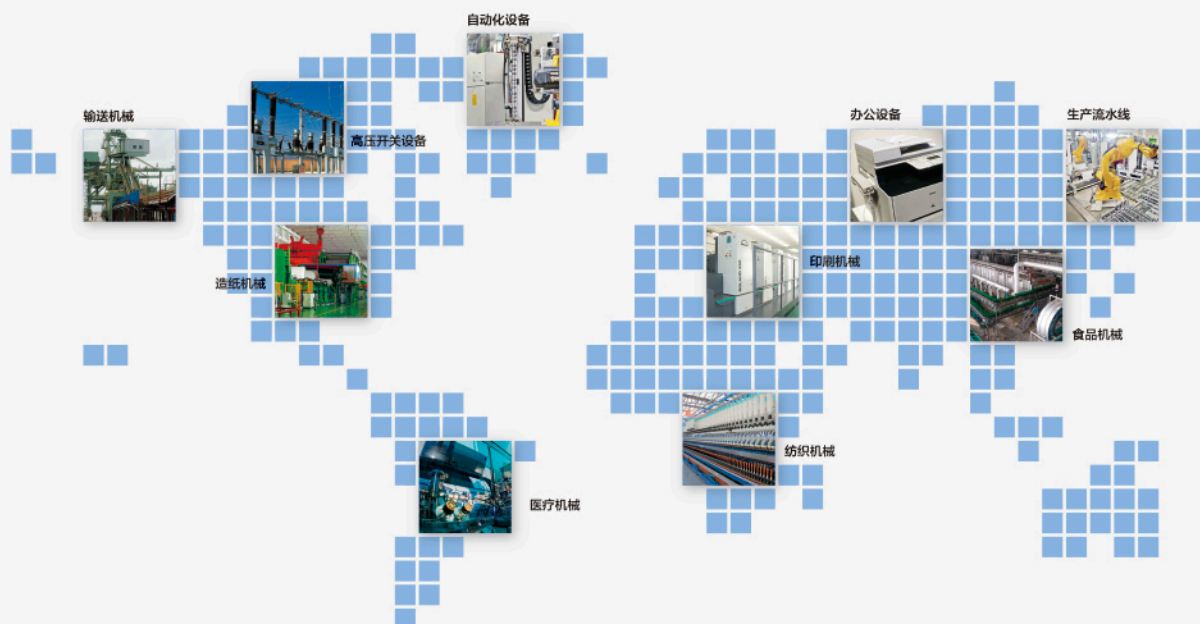 自动化设备
输送机械
高压开关设备
办公设备
生产流水线
造纸机械
印刷机械
食品机械
纺织机械
医疗机械